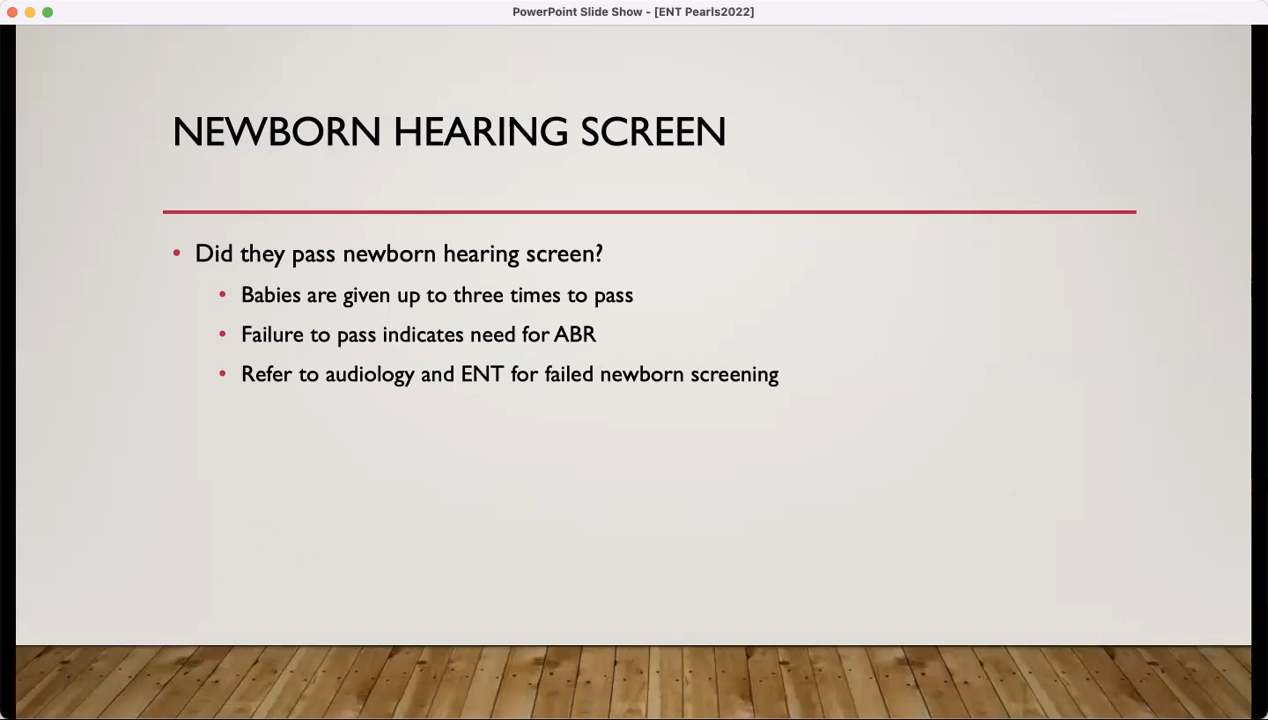 PowerPoint Slide Show - [ENT Pearls2022]
NEWBORN HEARING SCREEN
• Did they pass newborn hearing screen?
• Babies are given up to three times to pass
• Failure to pass indicates need for ABR
• Refer to audiology and ENT for failed newborn screening